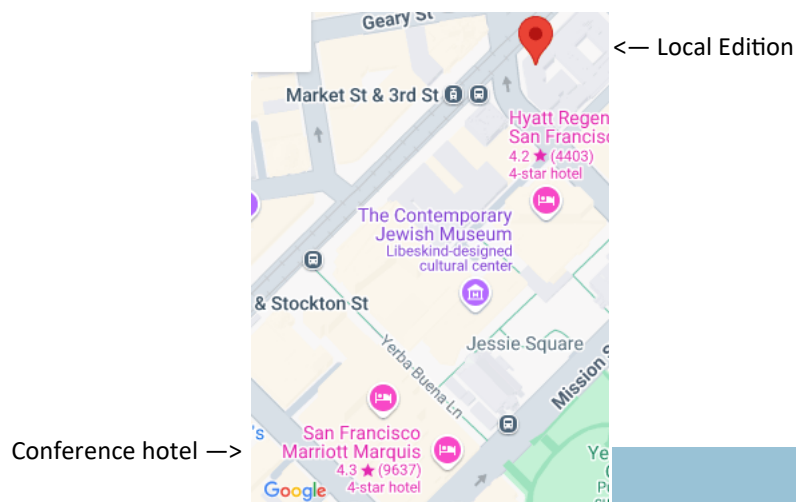 Geary St
<— Local Edition
Market St & 3rd St
Hyatt Regen
San Francisc
4.2 ★ (4403)
4-star hotel
The Contemporary
Jewish Museum
Libeskind-designed
cultural center
& Stockton St
Jessie Square
Yerba Buena Ln
Mission S
's
San Francisco
Marriott Marquis
4.3 ★ (9637)
4-star hotel
Conference hotel —>
Ye
Google